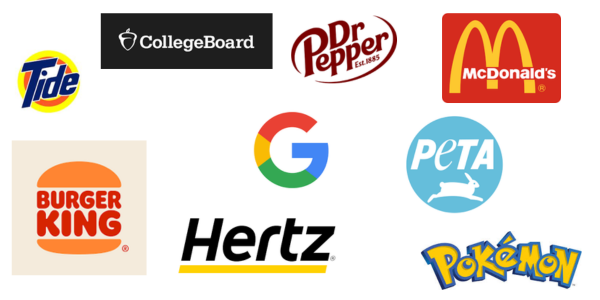 Tide
CollegeBoard
Dr
Pepper
Est. 1885
McDonald's
®
G
PeTA
BURGER
KING
®
Hertz
®
POKéMON